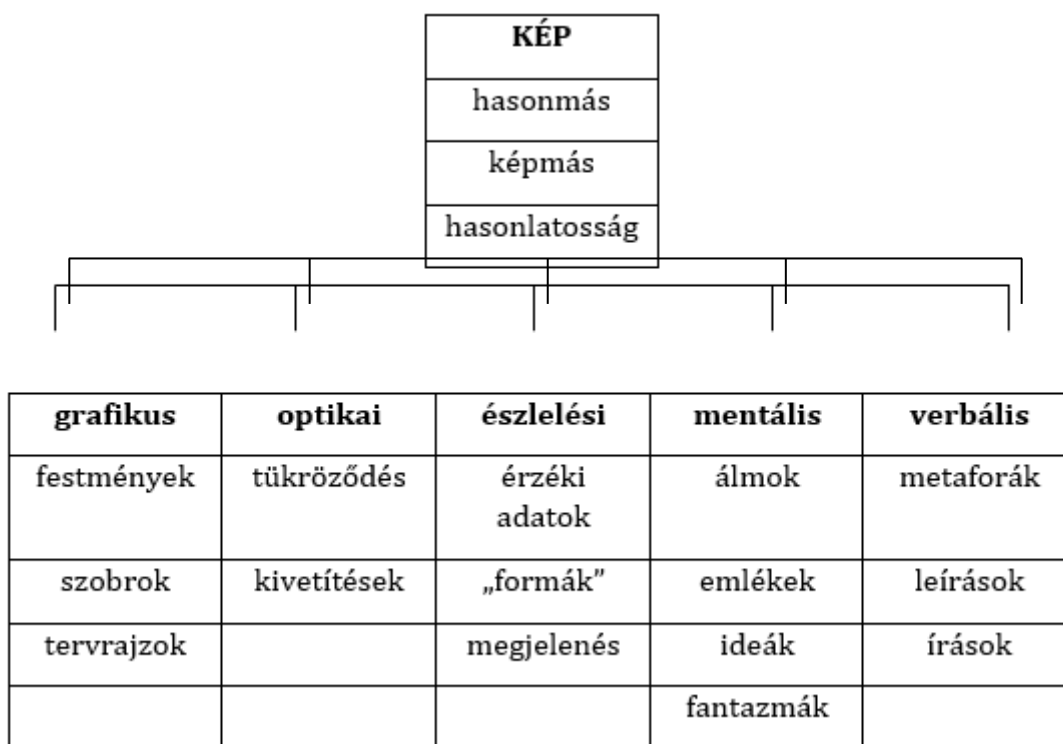 KÉP
hasonmás
képmás
hasonlatosság
grafikus optikai észlelési mentális verbális
festmények tükröződés érzéki adatok álmok metaforák
szobrok kivetítések „formák” emlékek leírások
tervrajzok megjelenés ideák írások
fantazmák